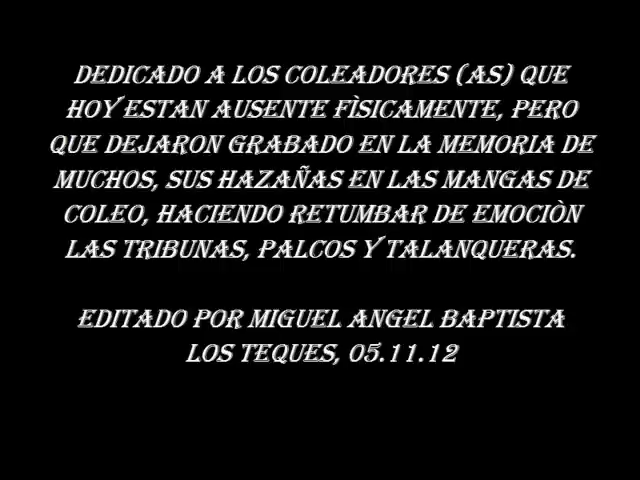 DEDICADO A LOS COLEADORES (AS) QUE
HOY ESTAN AUSENTE FÌSICAMENTE, PERO
QUE DEJARON GRABADO EN LA MEMORIA DE
MUCHOS, SUS HAZAÑAS EN LAS MANGAS DE
COLEO, HACIENDO RETUMBAR DE EMOCIÒN
LAS TRIBUNAS, PALCOS Y TALANQUERAS.
EDITADO POR MIGUEL ANGEL BAPTISTA
LOS TEQUES, 05.11.12